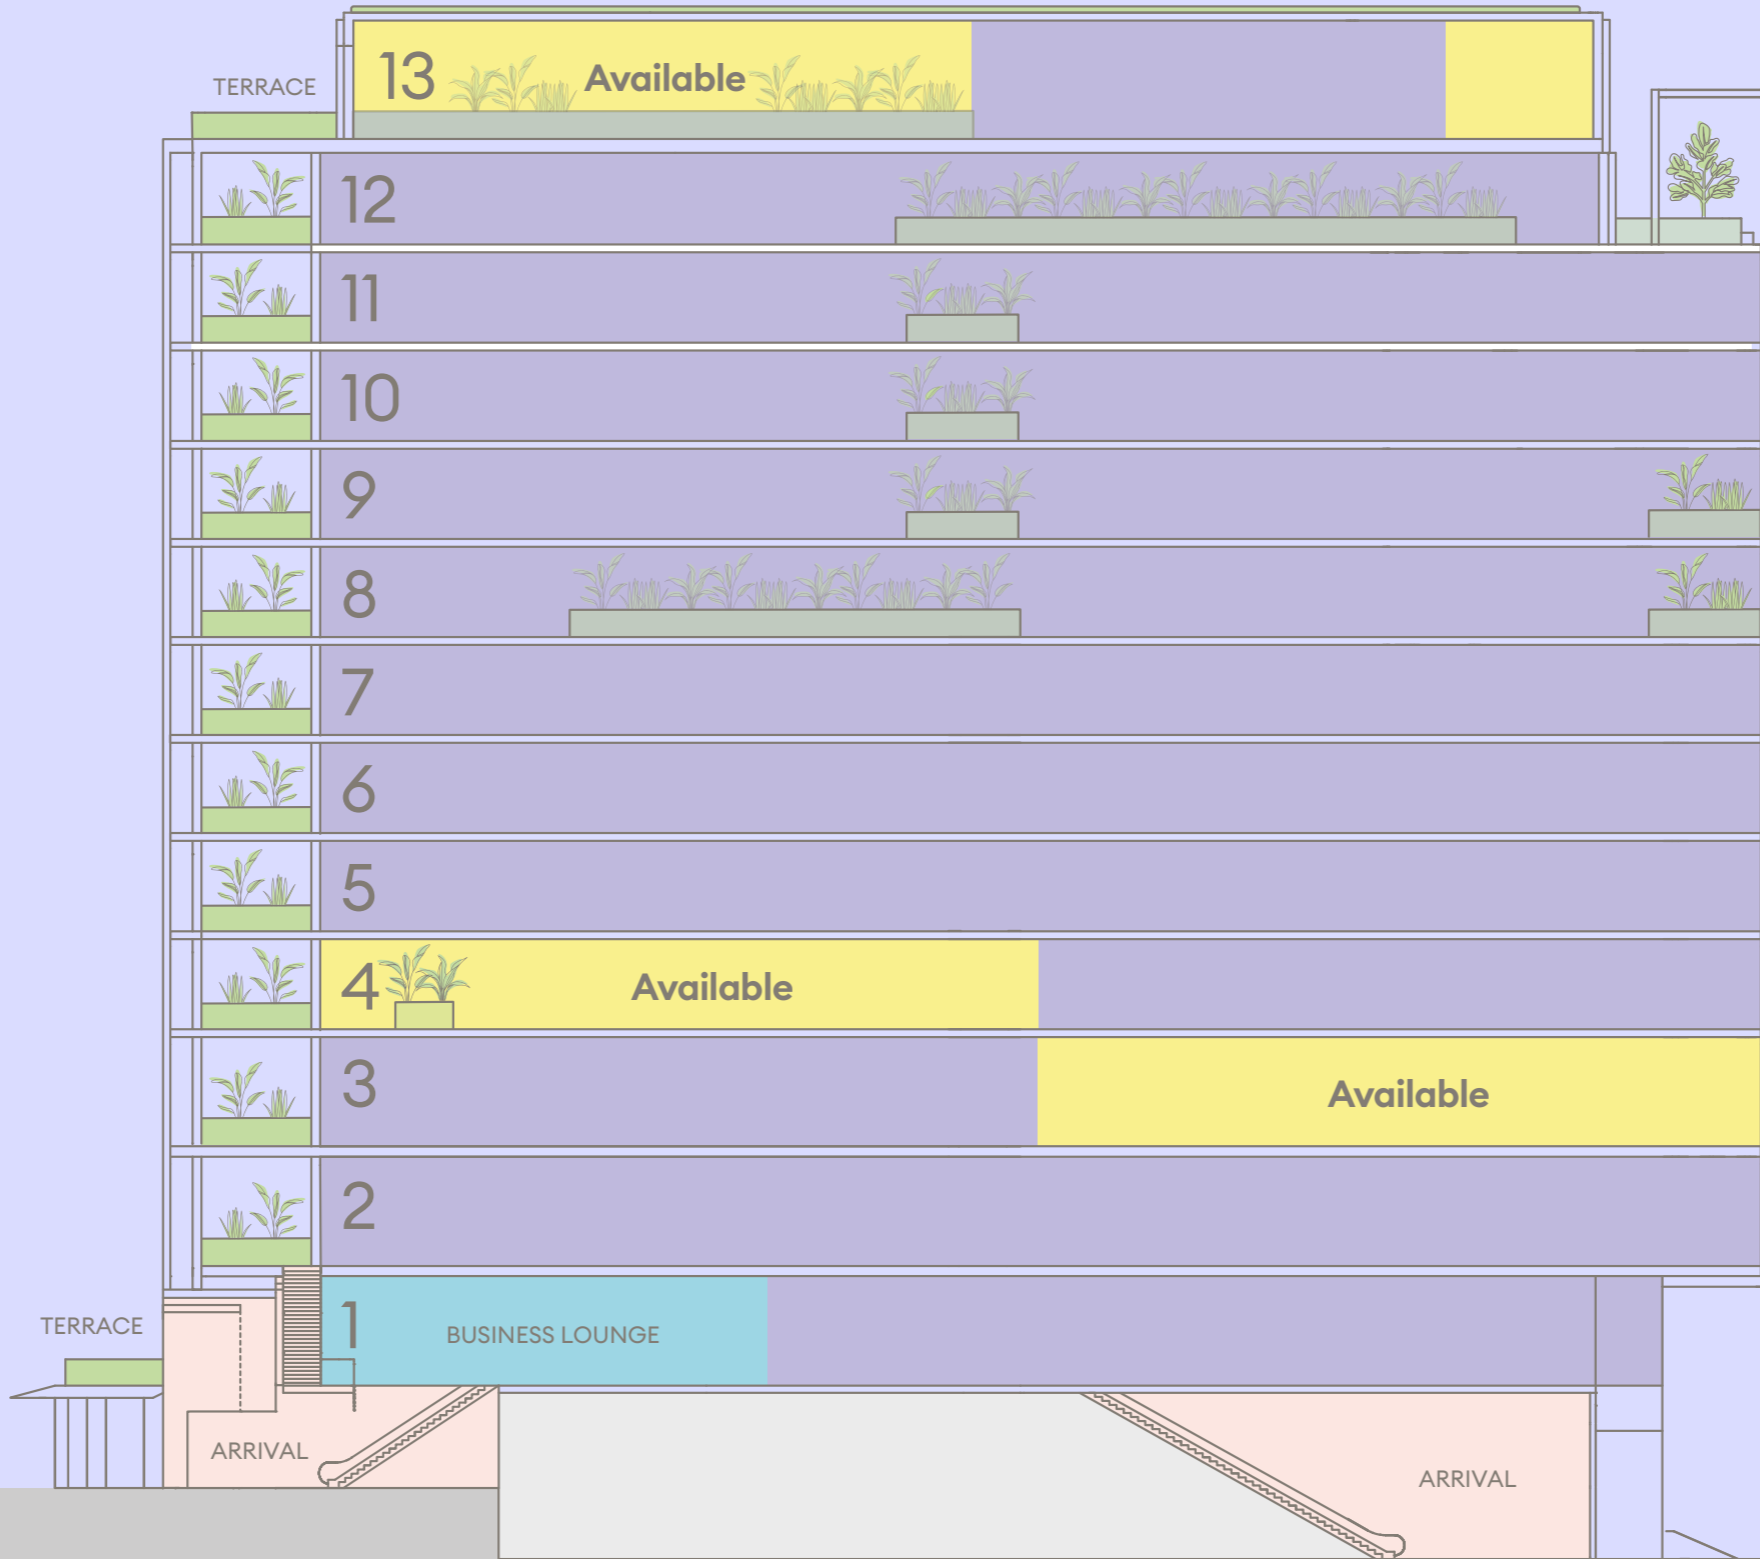 TERRACE
13 Available
12
11
10
9
8
7
6
5
4 Available
3 Available
2
1 BUSINESS LOUNGE
TERRACE
ARRIVAL
ARRIVAL